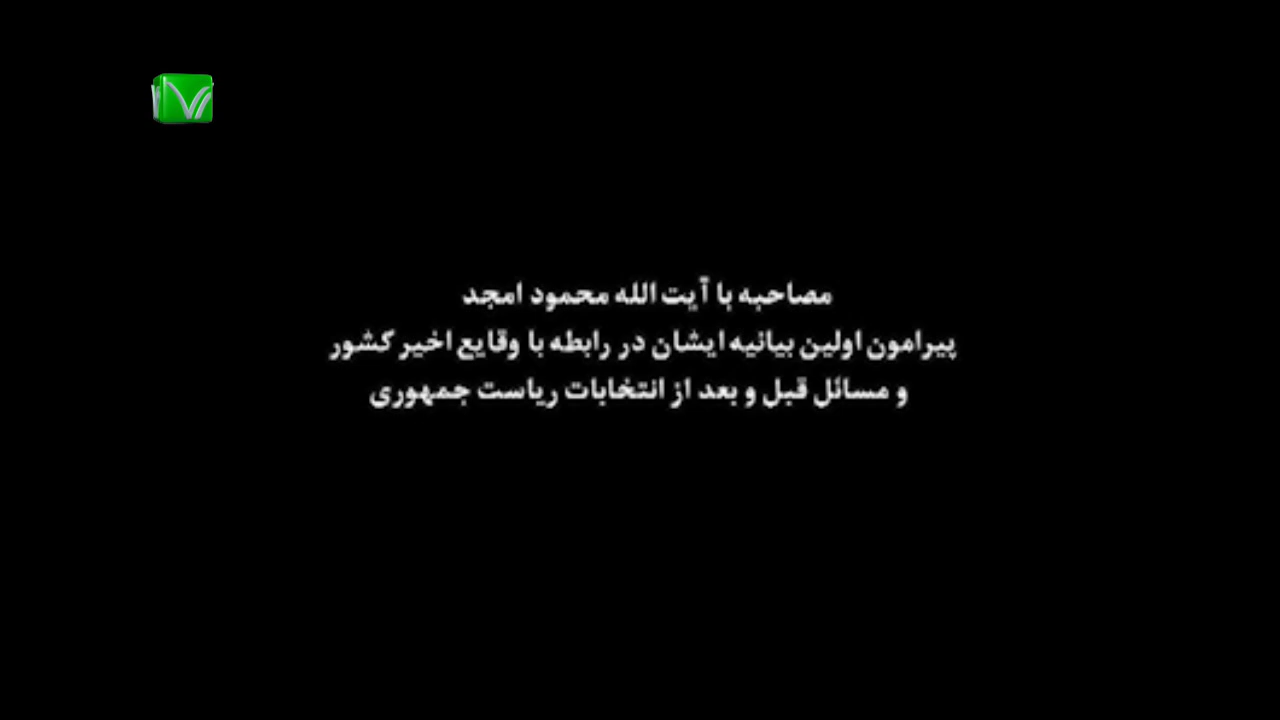 مصاحبه با آیت الله محمود امجد
پیرامون اولین بیانیه ایشان در رابطه با وقایع اخیر کشور
و مسائل قبل و بعد از انتخابات ریاست جمهوری